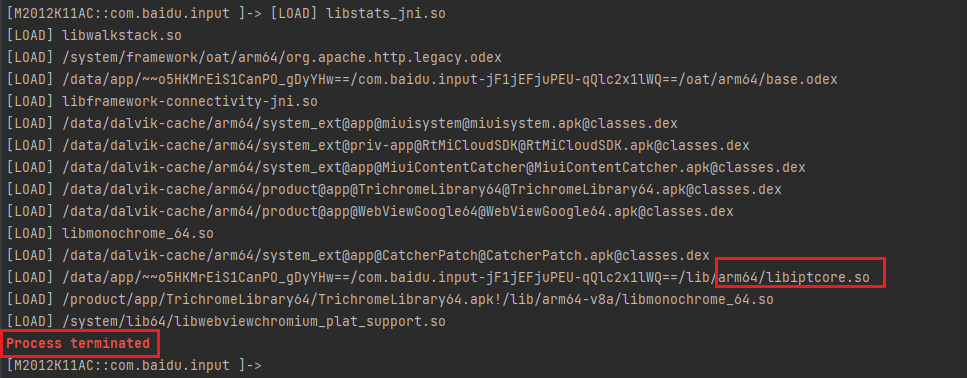 [M2012K11AC::com.baidu.input ]-> [LOAD] libstats_jni.so
[LOAD] libwalkstack.so
[LOAD] /system/framework/oat/arm64/org.apache.http.legacy.odex
[LOAD] /data/app/~~o5HKMrEiS1CanPO_gDyYHw==/com.baidu.input-jF1jEFjuPEU-qQlc2x1lWQ==/oat/arm64/base.odex
[LOAD] libframework-connectivity-jni.so
[LOAD] /data/dalvik-cache/arm64/system_ext@app@miuisystem@miuisystem.apk@classes.dex
[LOAD] /data/dalvik-cache/arm64/system_ext@priv-app@RtMiCloudSDK@RtMiCloudSDK.apk@classes.dex
[LOAD] /data/dalvik-cache/arm64/system_ext@app@MiuiContentCatcher@MiuiContentCatcher.apk@classes.dex
[LOAD] /data/dalvik-cache/arm64/product@app@TrichromeLibrary64@TrichromeLibrary64.apk@classes.dex
[LOAD] /data/dalvik-cache/arm64/product@app@WebViewGoogle64@WebViewGoogle64.apk@classes.dex
[LOAD] libmonochrome_64.so
[LOAD] /data/dalvik-cache/arm64/system_ext@app@CatcherPatch@CatcherPatch.apk@classes.dex
[LOAD] /data/app/~~o5HKMrEiS1CanPO_gDyYHw==/com.baidu.input-jF1jEFjuPEU-qQlc2x1lWQ==/lib/arm64/libiptcore.so
[LOAD] /product/app/TrichromeLibrary64/TrichromeLibrary64.apk!/lib/arm64-v8a/libmonochrome_64.so
[LOAD] /system/lib64/libwebviewchromium_plat_support.so
Process terminated
[M2012K11AC::com.baidu.input ]->